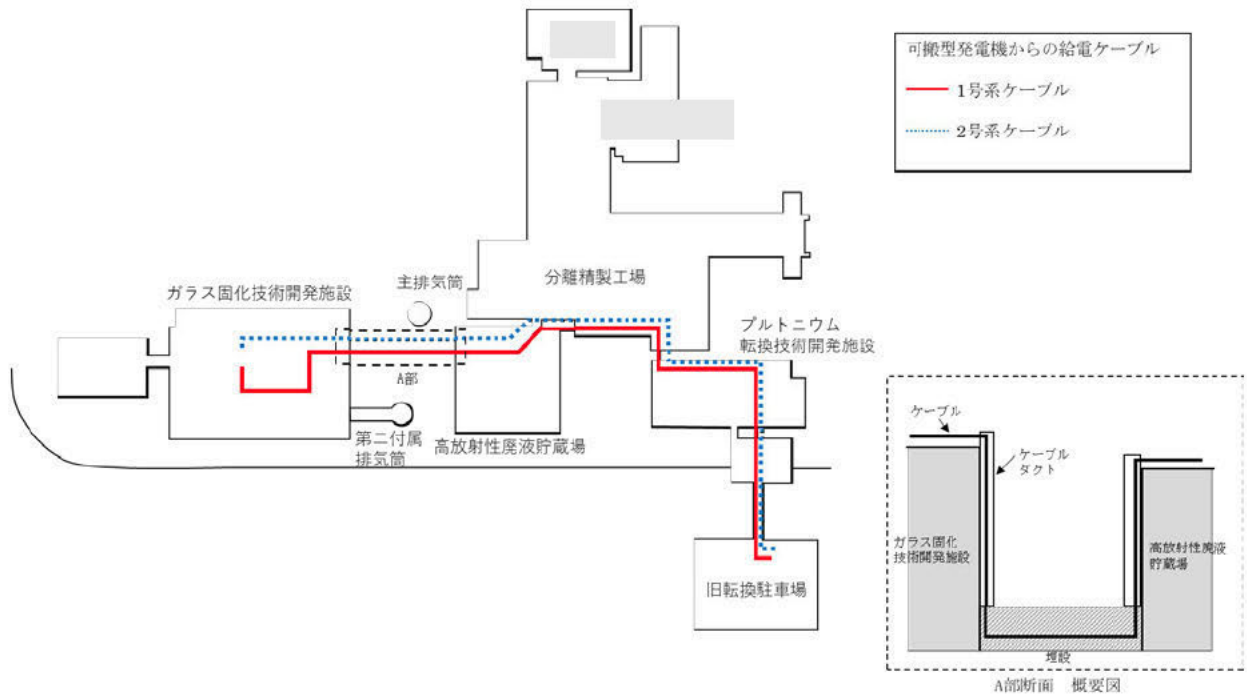 可搬型発電機からの給電ケーブル
1号系ケーブル
2号系ケーブル
分離精製工場
主排気筒
ガラス固化技術開発施設
プルトニウム
転換技術開発施設
A部
第二付属
排気筒
高放射性廃液貯蔵場
旧転換駐車場
ケーブル
ケーブル
ダクト
ガラス固化
技術開発施設
高放射性廃液
貯蔵場
埋設
A部断面 概要図